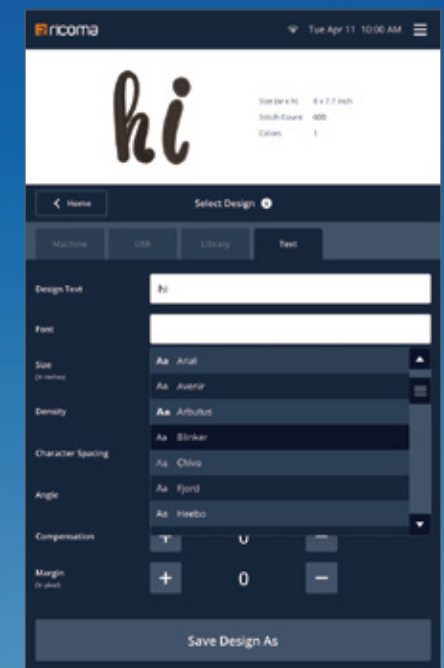 ricoma Tue Apr 11 10:00 AM
hi
Size (w x h) 8 x 7.7 inch
Stitch Count 600
Colors 1
Home Select Design
Machine USB Library Text
Design Text hi
Font
Size
(in inches)
Aa Arial
Aa Avenir
Density
Aa Arbutus
Aa Blinker
Character Spacing
Aa Chivo
Angle
Aa Fjord
Aa Heebo
Compensation + 0 −
Margin
(in pixel)
+ 0 −
Save Design As